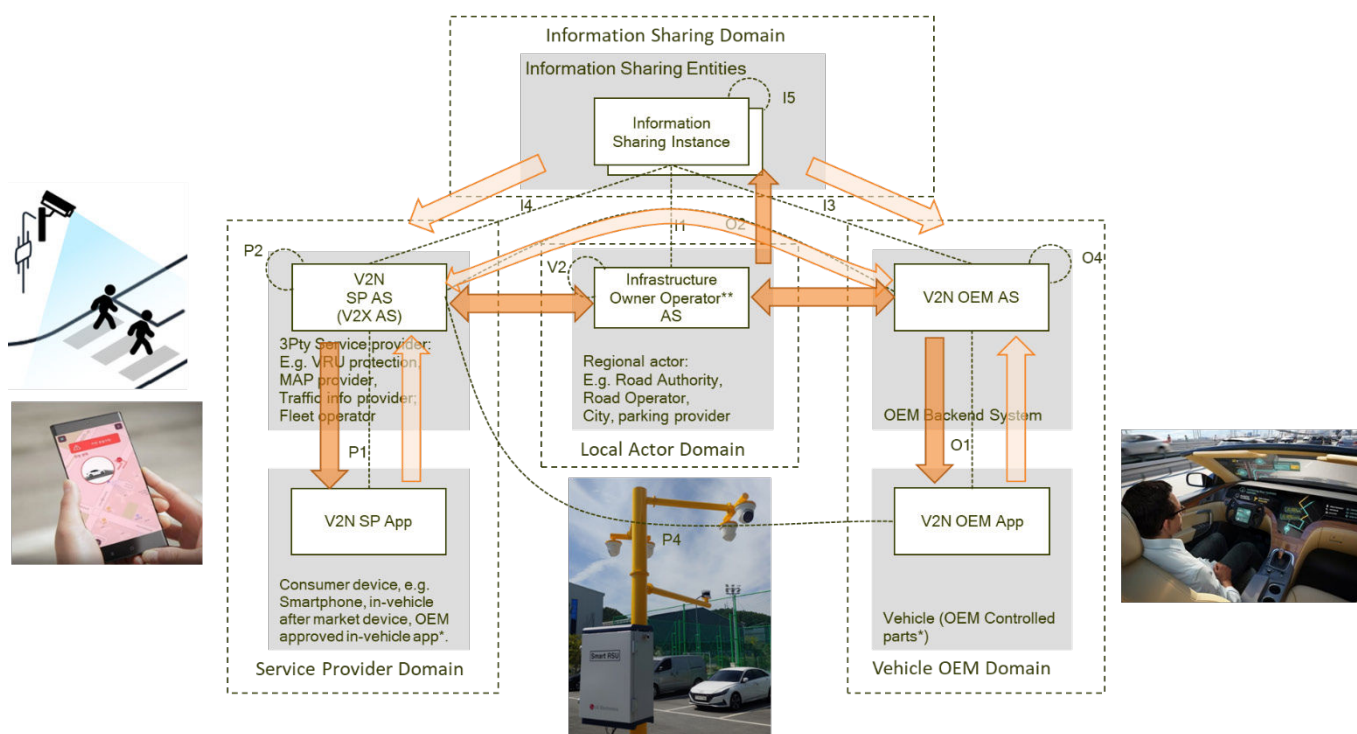 Information Sharing Domain
Information Sharing Entities
I5
Information
Sharing Instance
I4
I1
O2
I3
P2
V2N
SP AS
(V2X AS)
V2
Infrastructure
Owner Operator**
AS
V2N OEM AS
O4
3Pty Service provider:
E.g. VRU protection,
MAP provider,
Traffic info provider;
Fleet operator
Regional actor:
E.g. Road Authority,
Road Operator,
City, parking provider
OEM Backend System
Local Actor Domain
P1
O1
V2N SP App
V2N OEM App
P4
Consumer device, e.g.
Smartphone, in-vehicle
after market device, OEM
approved in-vehicle app*.
Vehicle (OEM Controlled
parts*)
Service Provider Domain
Vehicle OEM Domain
Smart RSU